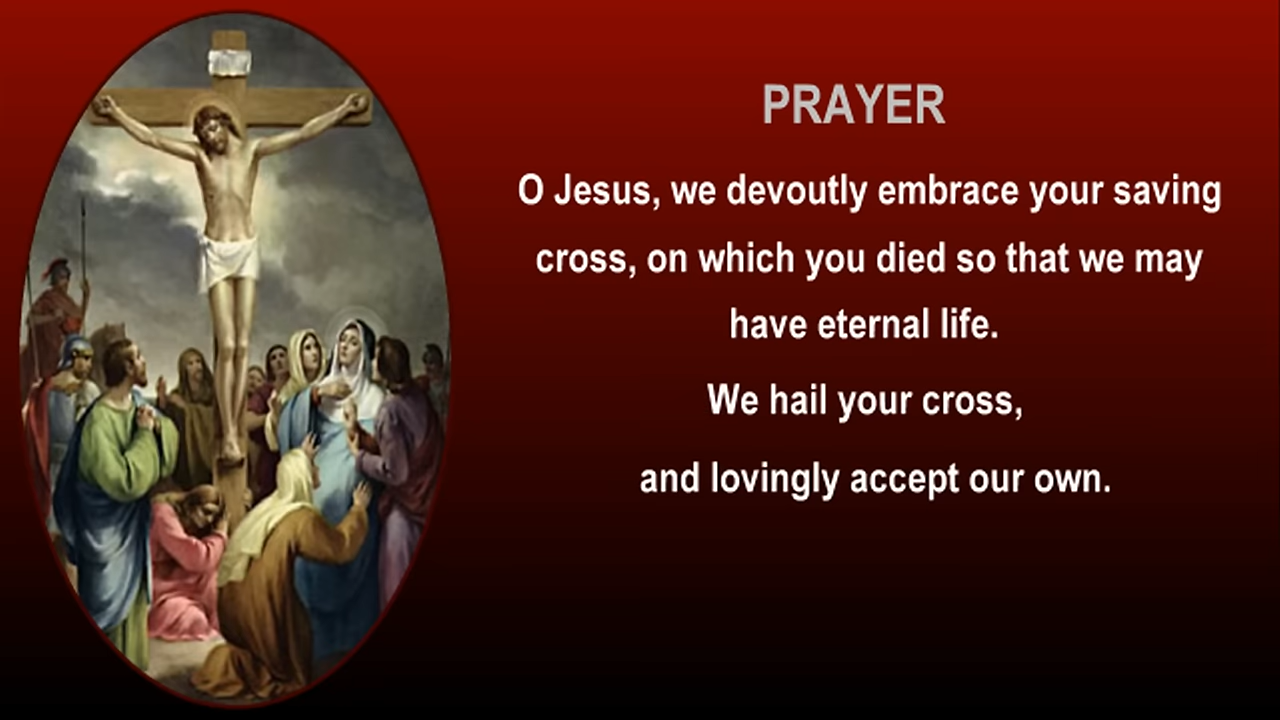 PRAYER
O Jesus, we devoutly embrace your saving
cross, on which you died so that we may
have eternal life.
We hail your cross,
and lovingly accept our own.